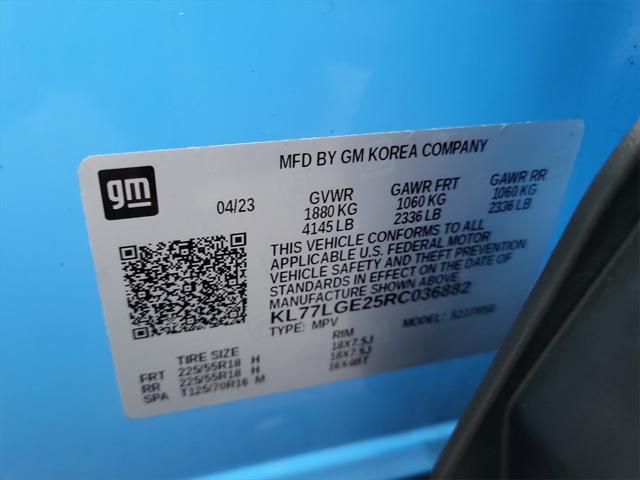 MFD BY GM KOREA COMPANY
gm
04/23
GVWR GAWR FRT GAWR RR
1880 KG 1060 KG 1060 KG
4145 LB 2336 LB 2336 LB
THIS VEHICLE CONFORMS TO ALL
APPLICABLE U.S. FEDERAL MOTOR
VEHICLE SAFETY AND THEFT PREVENTION
STANDARDS IN EFFECT ON THE DATE OF
MANUFACTURE SHOWN ABOVE.
KL77LGE25RC036882
TYPE: MPV MODEL:
TIRE SIZE RIM
FRT 225/55R18 H 18X7.5J
RR 225/55R18 H 18X7.5J
SPA T125/70R16 M 16X4BT